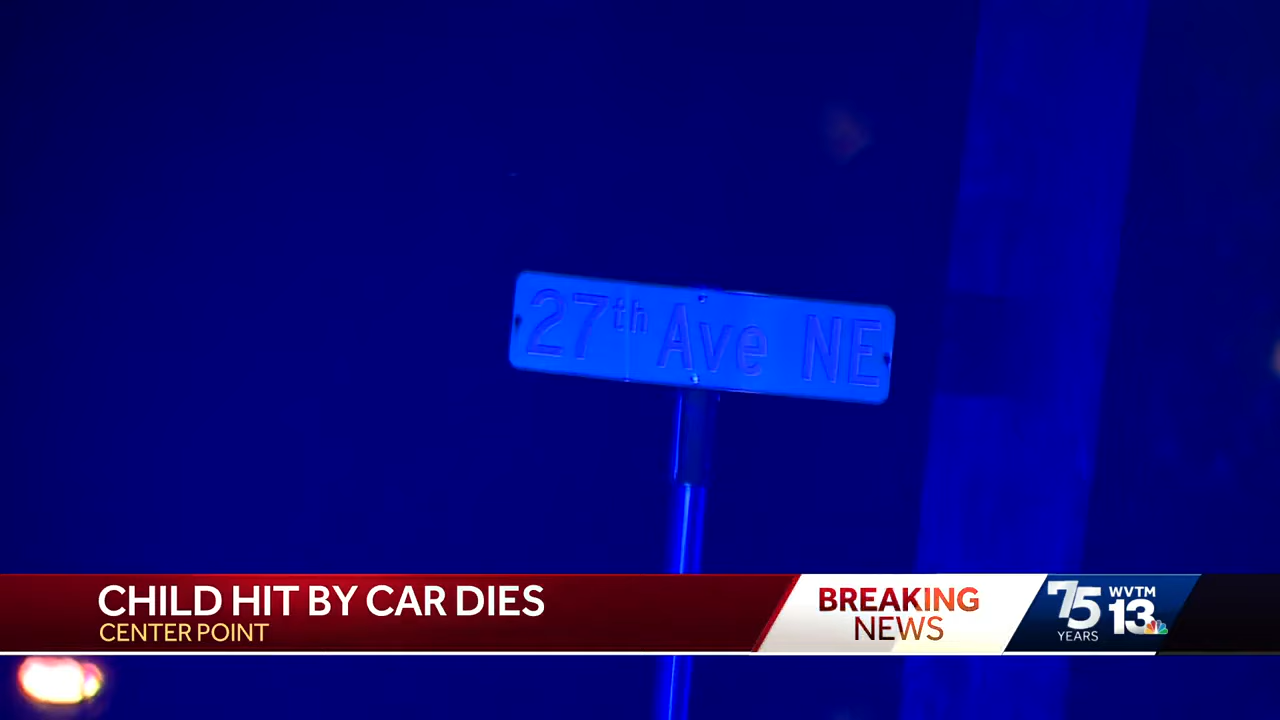 27th Ave NE
CHILD HIT BY CAR DIES
CENTER POINT
BREAKING
NEWS
75
YEARS
WVTM
13